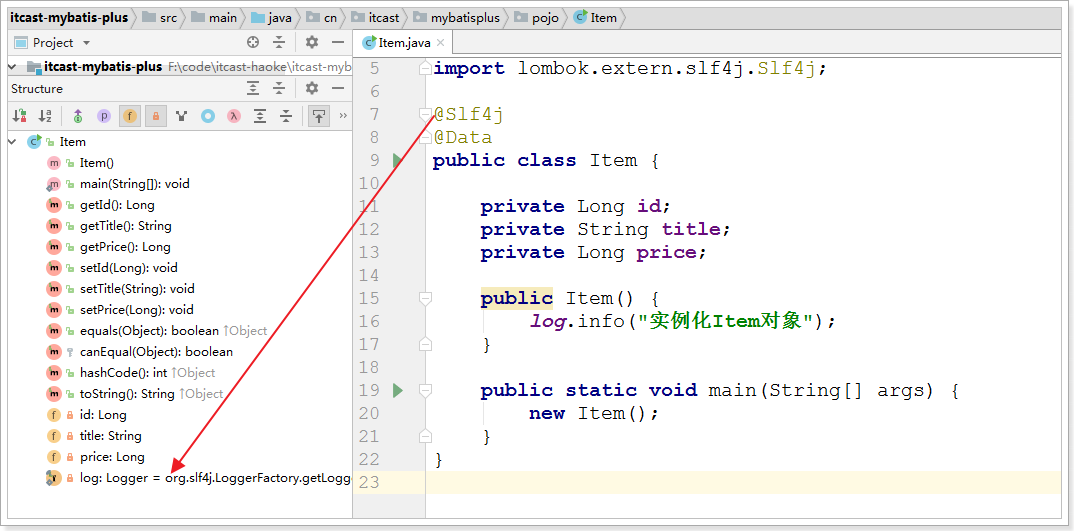 itcast-mybatis-plus src main java cn itcast mybatisplus pojo Item
Project
itcast-mybatis-plus F:\code\itcast-haoke\itcast-myb
Structure
Item
Item()
main(String[]): void
getId(): Long
getTitle(): String
getPrice(): Long
setId(Long): void
setTitle(String): void
setPrice(Long): void
equals(Object): boolean ↑Object
canEqual(Object): boolean
hashCode(): int ↑Object
toString(): String ↑Object
id: Long
title: String
price: Long
log: Logger = org.slf4j.LoggerFactory.getLogge
Item.java
5 import lombok.extern.slf4j.Slf4j;
6
7 @Slf4j
8 @Data
9 public class Item {
10
11 private Long id;
12 private String title;
13 private Long price;
14
15 public Item() {
16 log.info("实例化Item对象");
17 }
18
19 public static void main(String[] args) {
20 new Item();
21 }
22 }
23